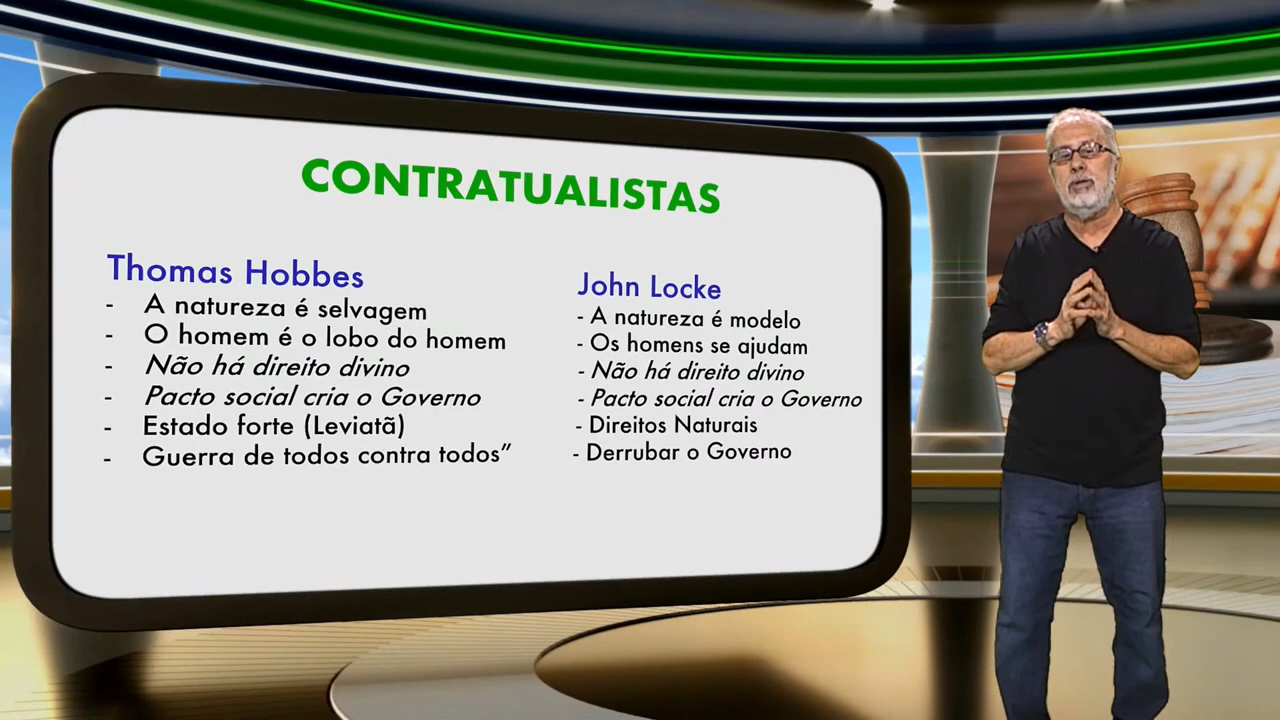 CONTRATUALISTAS
Thomas Hobbes
- A natureza é selvagem
- O homem é o lobo do homem
- Não há direito divino
- Pacto social cria o Governo
- Estado forte (Leviatã)
- Guerra de todos contra todos”
John Locke
- A natureza é modelo
- Os homens se ajudam
- Não há direito divino
- Pacto social cria o Governo
- Direitos Naturais
- Derrubar o Governo